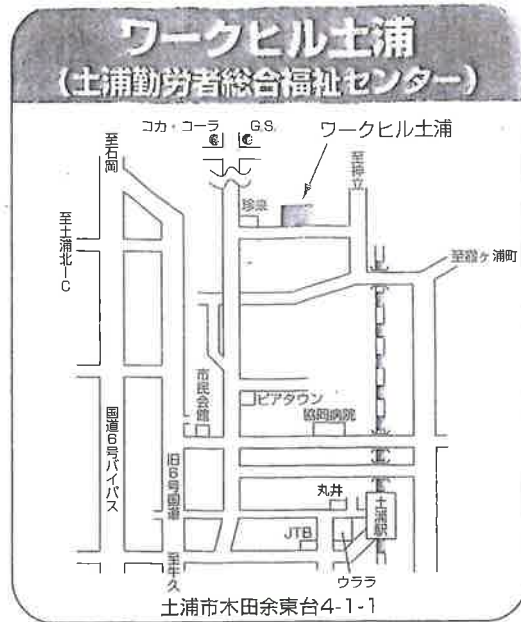 ワークヒル土浦
(土浦勤労者総合福祉センター)
コカ・コーラ
G.S.
ワークヒル土浦
至石岡
至神立
珍來
至土浦北IC
至霞ヶ浦町
市民会館
ピアタウン
協同病院
国道6号バイパス
旧6号国道
丸井
土浦駅
JTB
至牛久
ウララ
土浦市木田余東台4-1-1